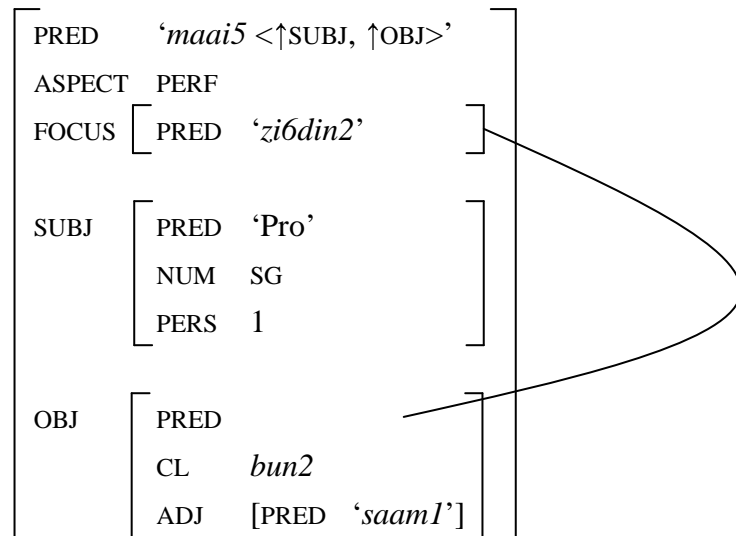 PRED ‘maai5 <↑SUBJ, ↑OBJ>’
ASPECT PERF
FOCUS [PRED ‘zi6din2’]
SUBJ [PRED ‘Pro’
NUM SG
PERS 1]
OBJ [PRED
CL bun2
ADJ [PRED ‘saam1’]